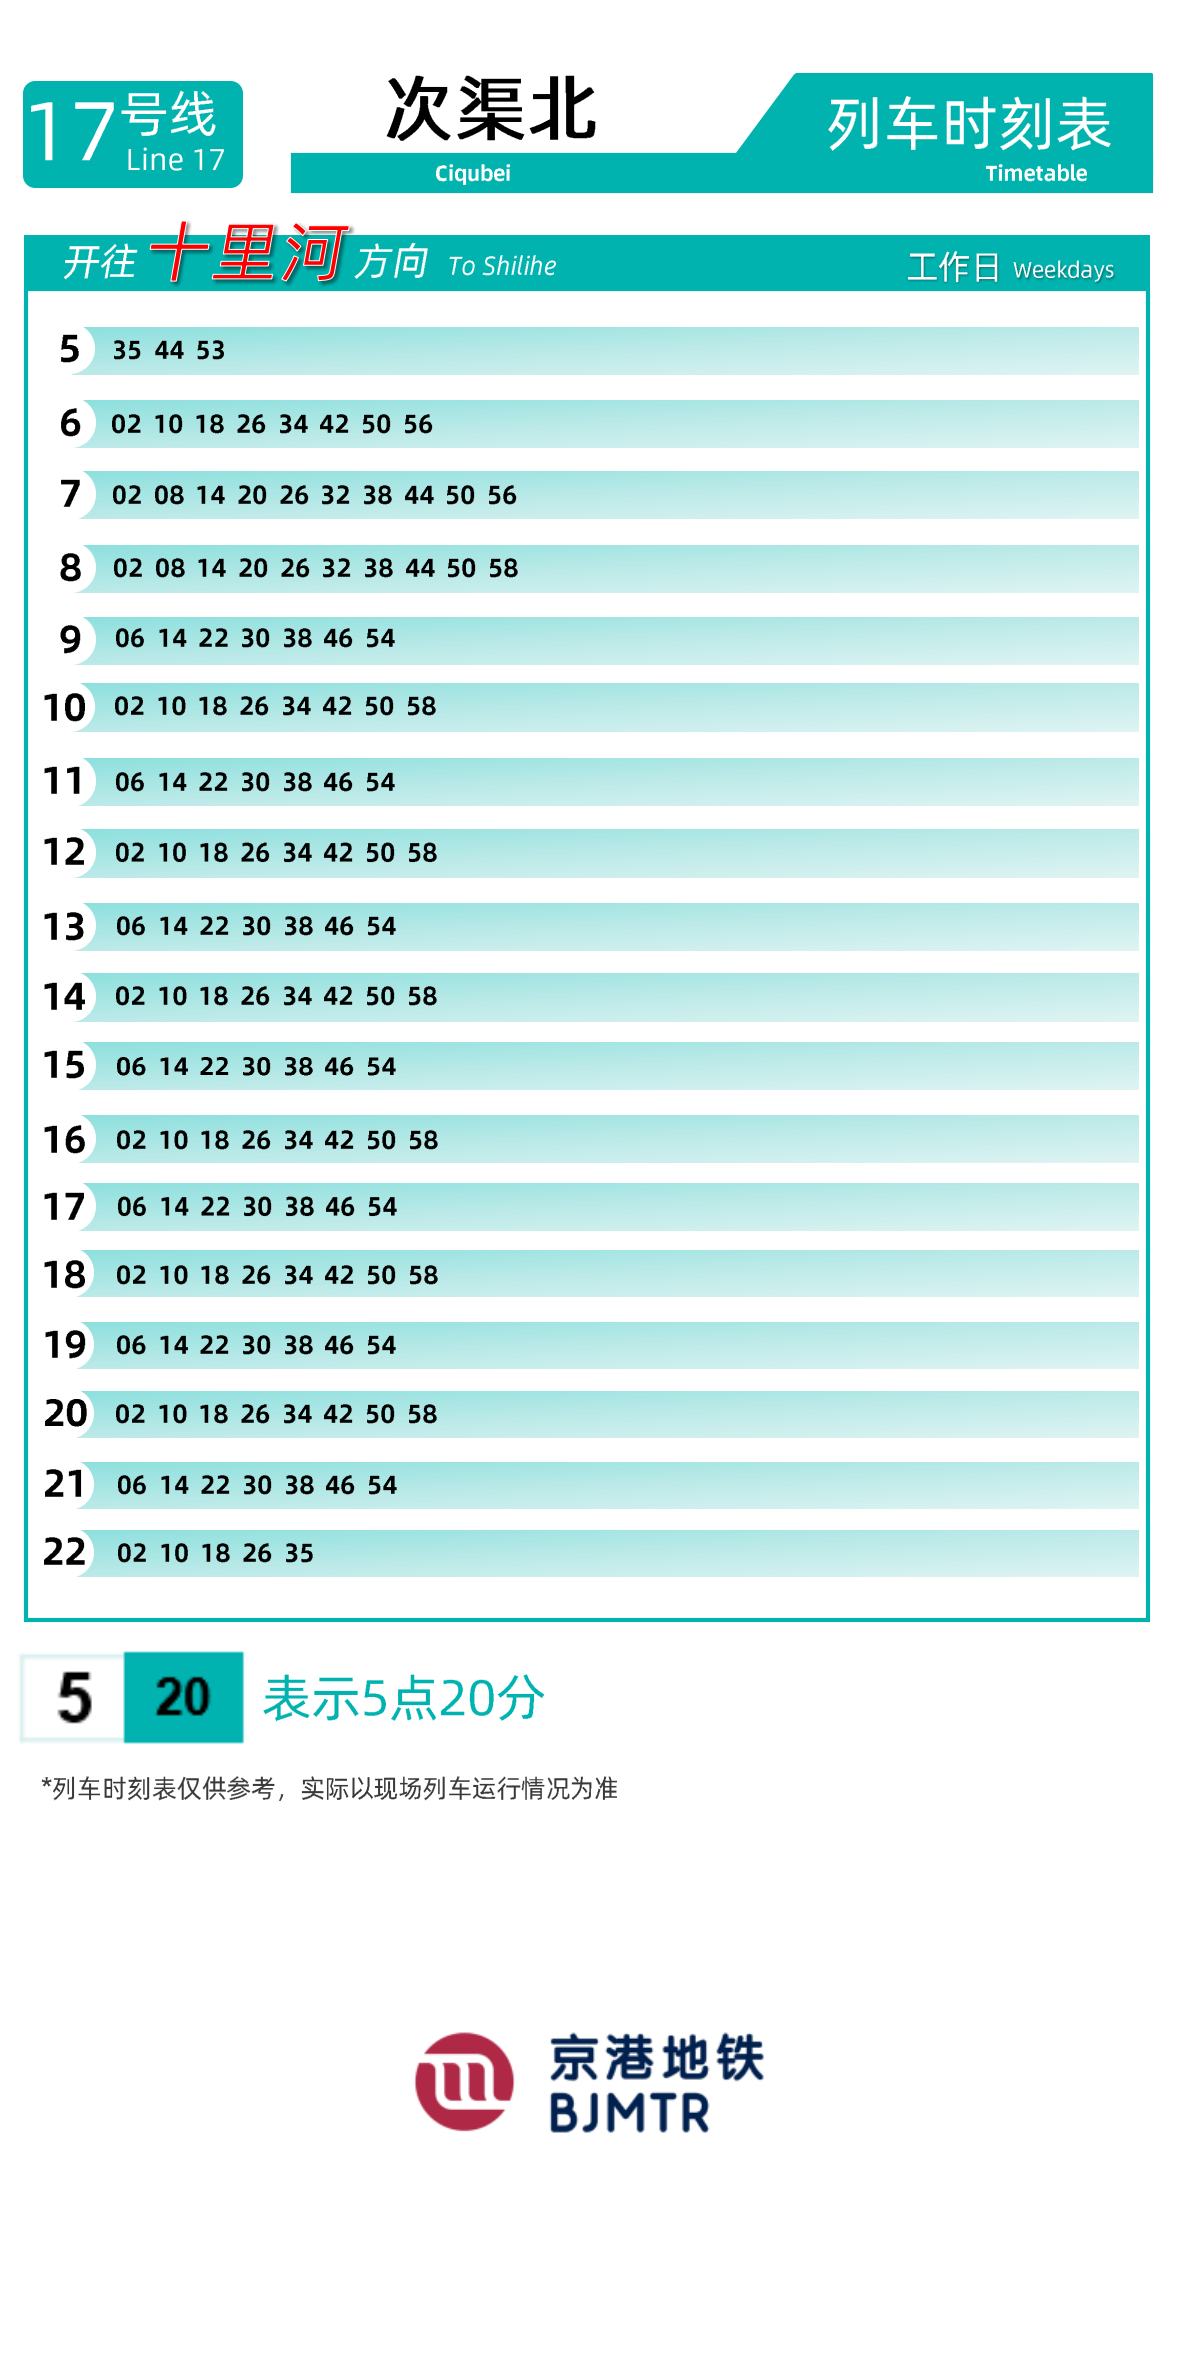 17号线
Line 17
次渠北
Ciqubei
列车时刻表
Timetable
开往十里河方向 To Shilihe
工作日 Weekdays
5 35 44 53
6 02 10 18 26 34 42 50 56
7 02 08 14 20 26 32 38 44 50 56
8 02 08 14 20 26 32 38 44 50 58
9 06 14 22 30 38 46 54
10 02 10 18 26 34 42 50 58
11 06 14 22 30 38 46 54
12 02 10 18 26 34 42 50 58
13 06 14 22 30 38 46 54
14 02 10 18 26 34 42 50 58
15 06 14 22 30 38 46 54
16 02 10 18 26 34 42 50 58
17 06 14 22 30 38 46 54
18 02 10 18 26 34 42 50 58
19 06 14 22 30 38 46 54
20 02 10 18 26 34 42 50 58
21 06 14 22 30 38 46 54
22 02 10 18 26 35
5 20 表示5点20分
*列车时刻表仅供参考，实际以现场列车运行情况为准
京港地铁
BJMTR